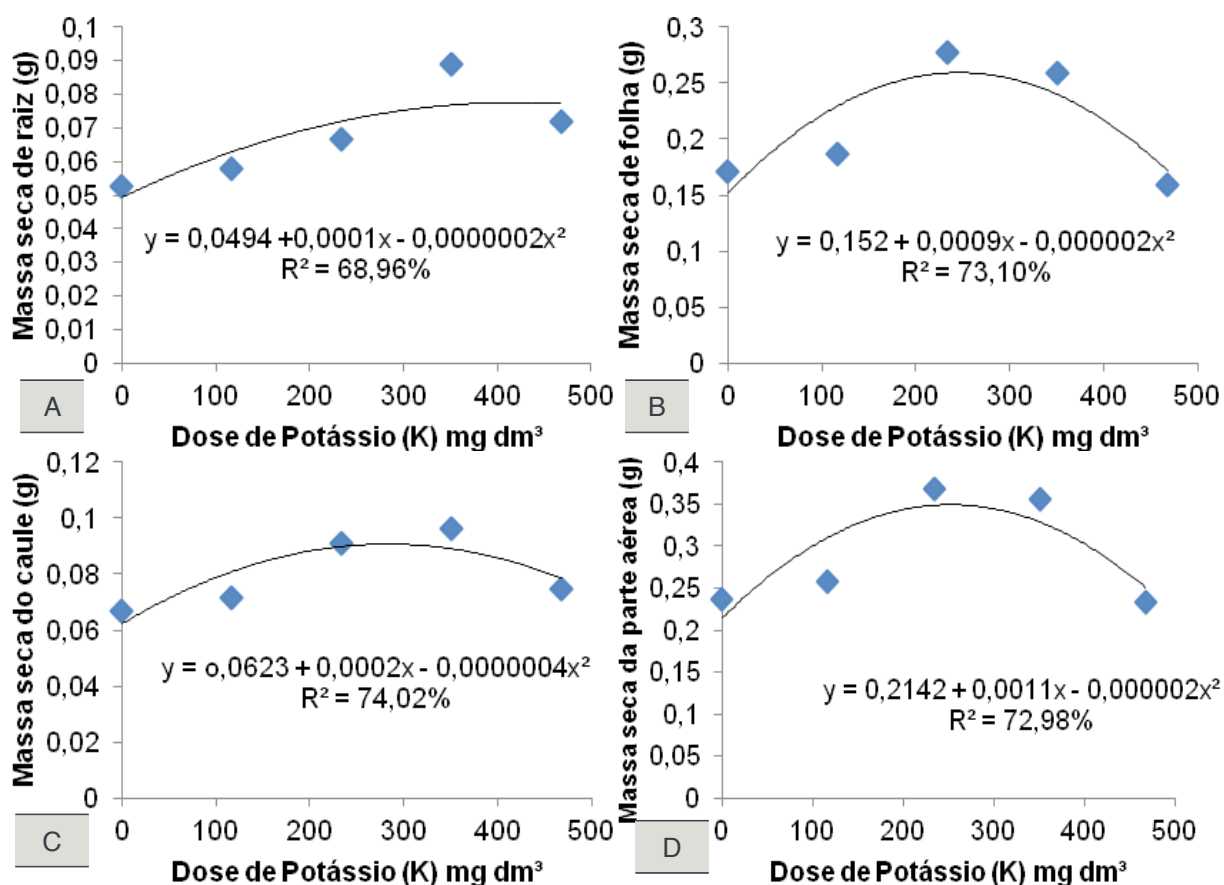 Massa seca de raiz (g)
0,1
0,09
0,08
0,07
0,06
0,05
0,04
0,03
0,02
0,01
0
y = 0,0494 +0,0001x - 0,0000002x²
R² = 68,96%
0 100 200 300 400 500
A
Dose de Potássio (K) mg dm³
Massa seca de folha (g)
0,3
0,25
0,2
0,15
0,1
0,05
0
y = 0,152 + 0,0009x - 0,000002x²
R² = 73,10%
0 100 200 300 400 500
B
Dose de Potássio (K) mg dm³
Massa seca do caule (g)
0,12
0,1
0,08
0,06
0,04
0,02
0
y = o,0623 + 0,0002x - 0,0000004x²
R² = 74,02%
0 100 200 300 400 500
C
Dose de Potássio (K) mg dm³
Massa seca da parte aérea (g)
0,4
0,35
0,3
0,25
0,2
0,15
0,1
0,05
0
y = 0,2142 + 0,0011x - 0,000002x²
R² = 72,98%
0 100 200 300 400 500
D
Dose de Potássio (K) mg dm³